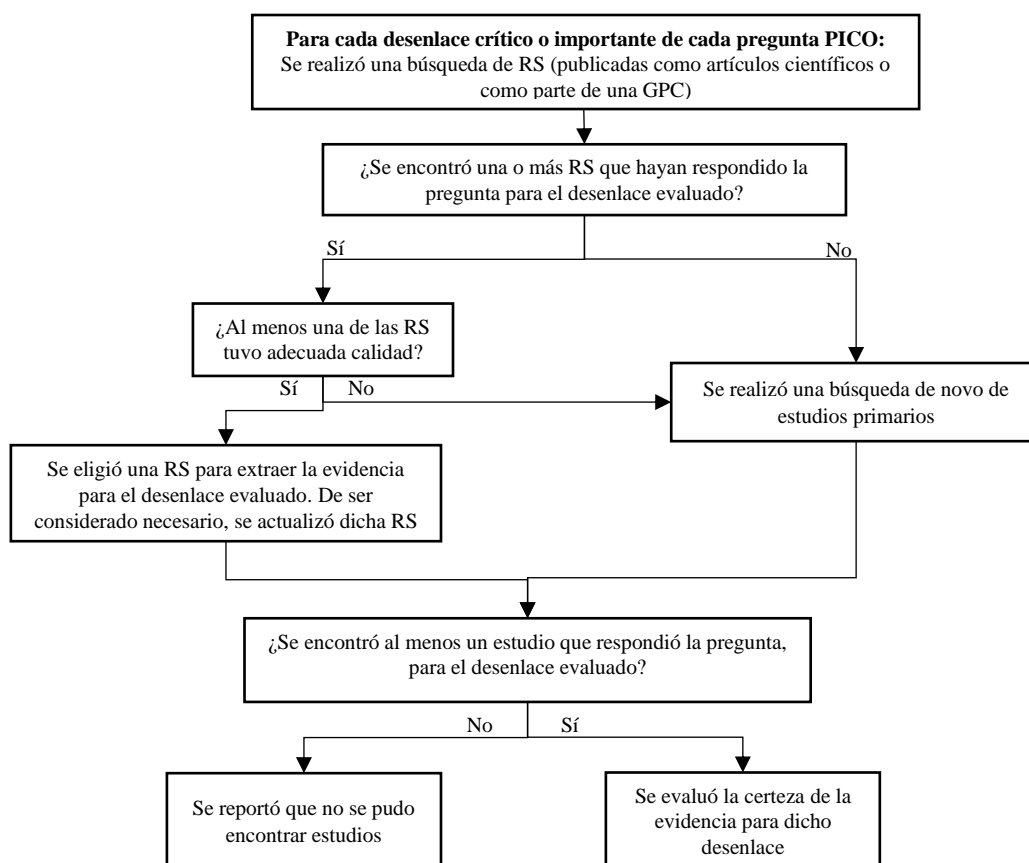 Para cada desenlace crítico o importante de cada pregunta PICO:
Se realizó una búsqueda de RS (publicadas como artículos científicos o
como parte de una GPC)
¿Se encontró una o más RS que hayan respondido la
pregunta para el desenlace evaluado?
Sí
No
¿Al menos una de las RS
tuvo adecuada calidad?
Sí
No
Se realizó una búsqueda de novo de
estudios primarios
Se eligió una RS para extraer la evidencia
para el desenlace evaluado. De ser
considerado necesario, se actualizó dicha RS
¿Se encontró al menos un estudio que respondió la pregunta,
para el desenlace evaluado?
No
Sí
Se reportó que no se pudo
encontrar estudios
Se evaluó la certeza de la
evidencia para dicho
desenlace